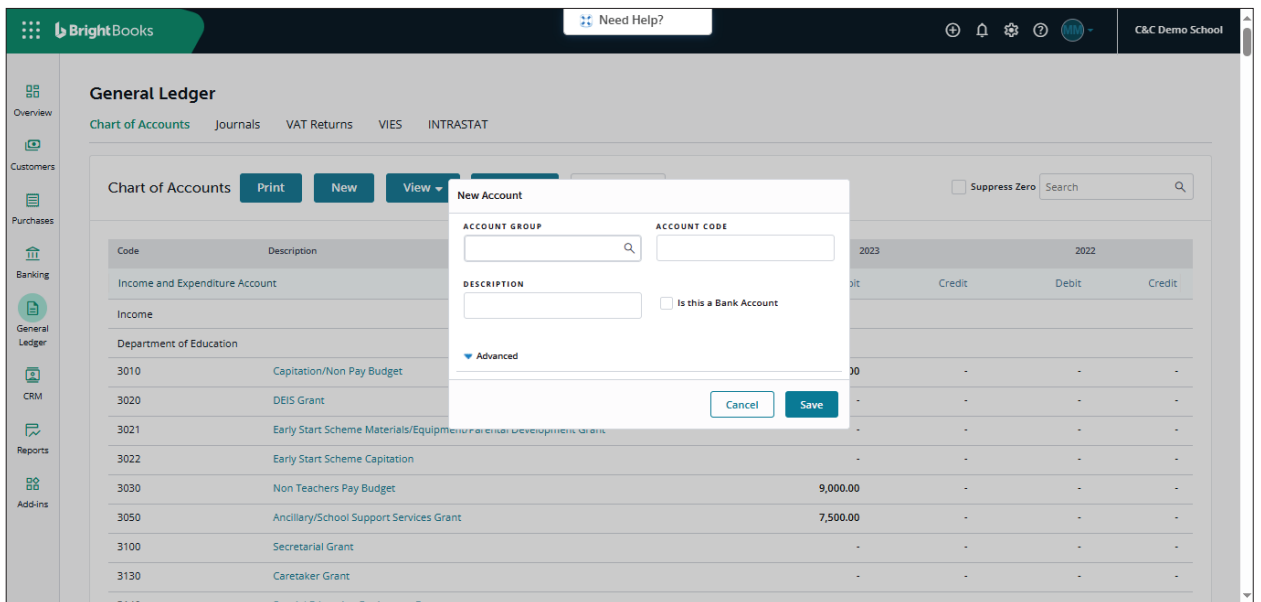 BrightBooks
Need Help?
MM
C&C Demo School
Overview
Customers
Purchases
Banking
General Ledger
CRM
Reports
Add-ins
General Ledger
Chart of Accounts Journals VAT Returns VIES INTRASTAT
Chart of Accounts Print New View Suppress Zero Search
Code Description 2023 2022
Income and Expenditure Account Credit Debit Credit
Income
Department of Education
3010 Capitation/Non Pay Budget - - -
3020 DEIS Grant - - - -
3021 Early Start Scheme Materials/Equipment/Parental Development Grant - - - -
3022 Early Start Scheme Capitation - - - -
3030 Non Teachers Pay Budget 9,000.00 - - -
3050 Ancillary/School Support Services Grant 7,500.00 - - -
3100 Secretarial Grant - - - -
3130 Caretaker Grant - - - -
New Account
ACCOUNT GROUP ACCOUNT CODE
DESCRIPTION
Is this a Bank Account
Advanced
Cancel Save